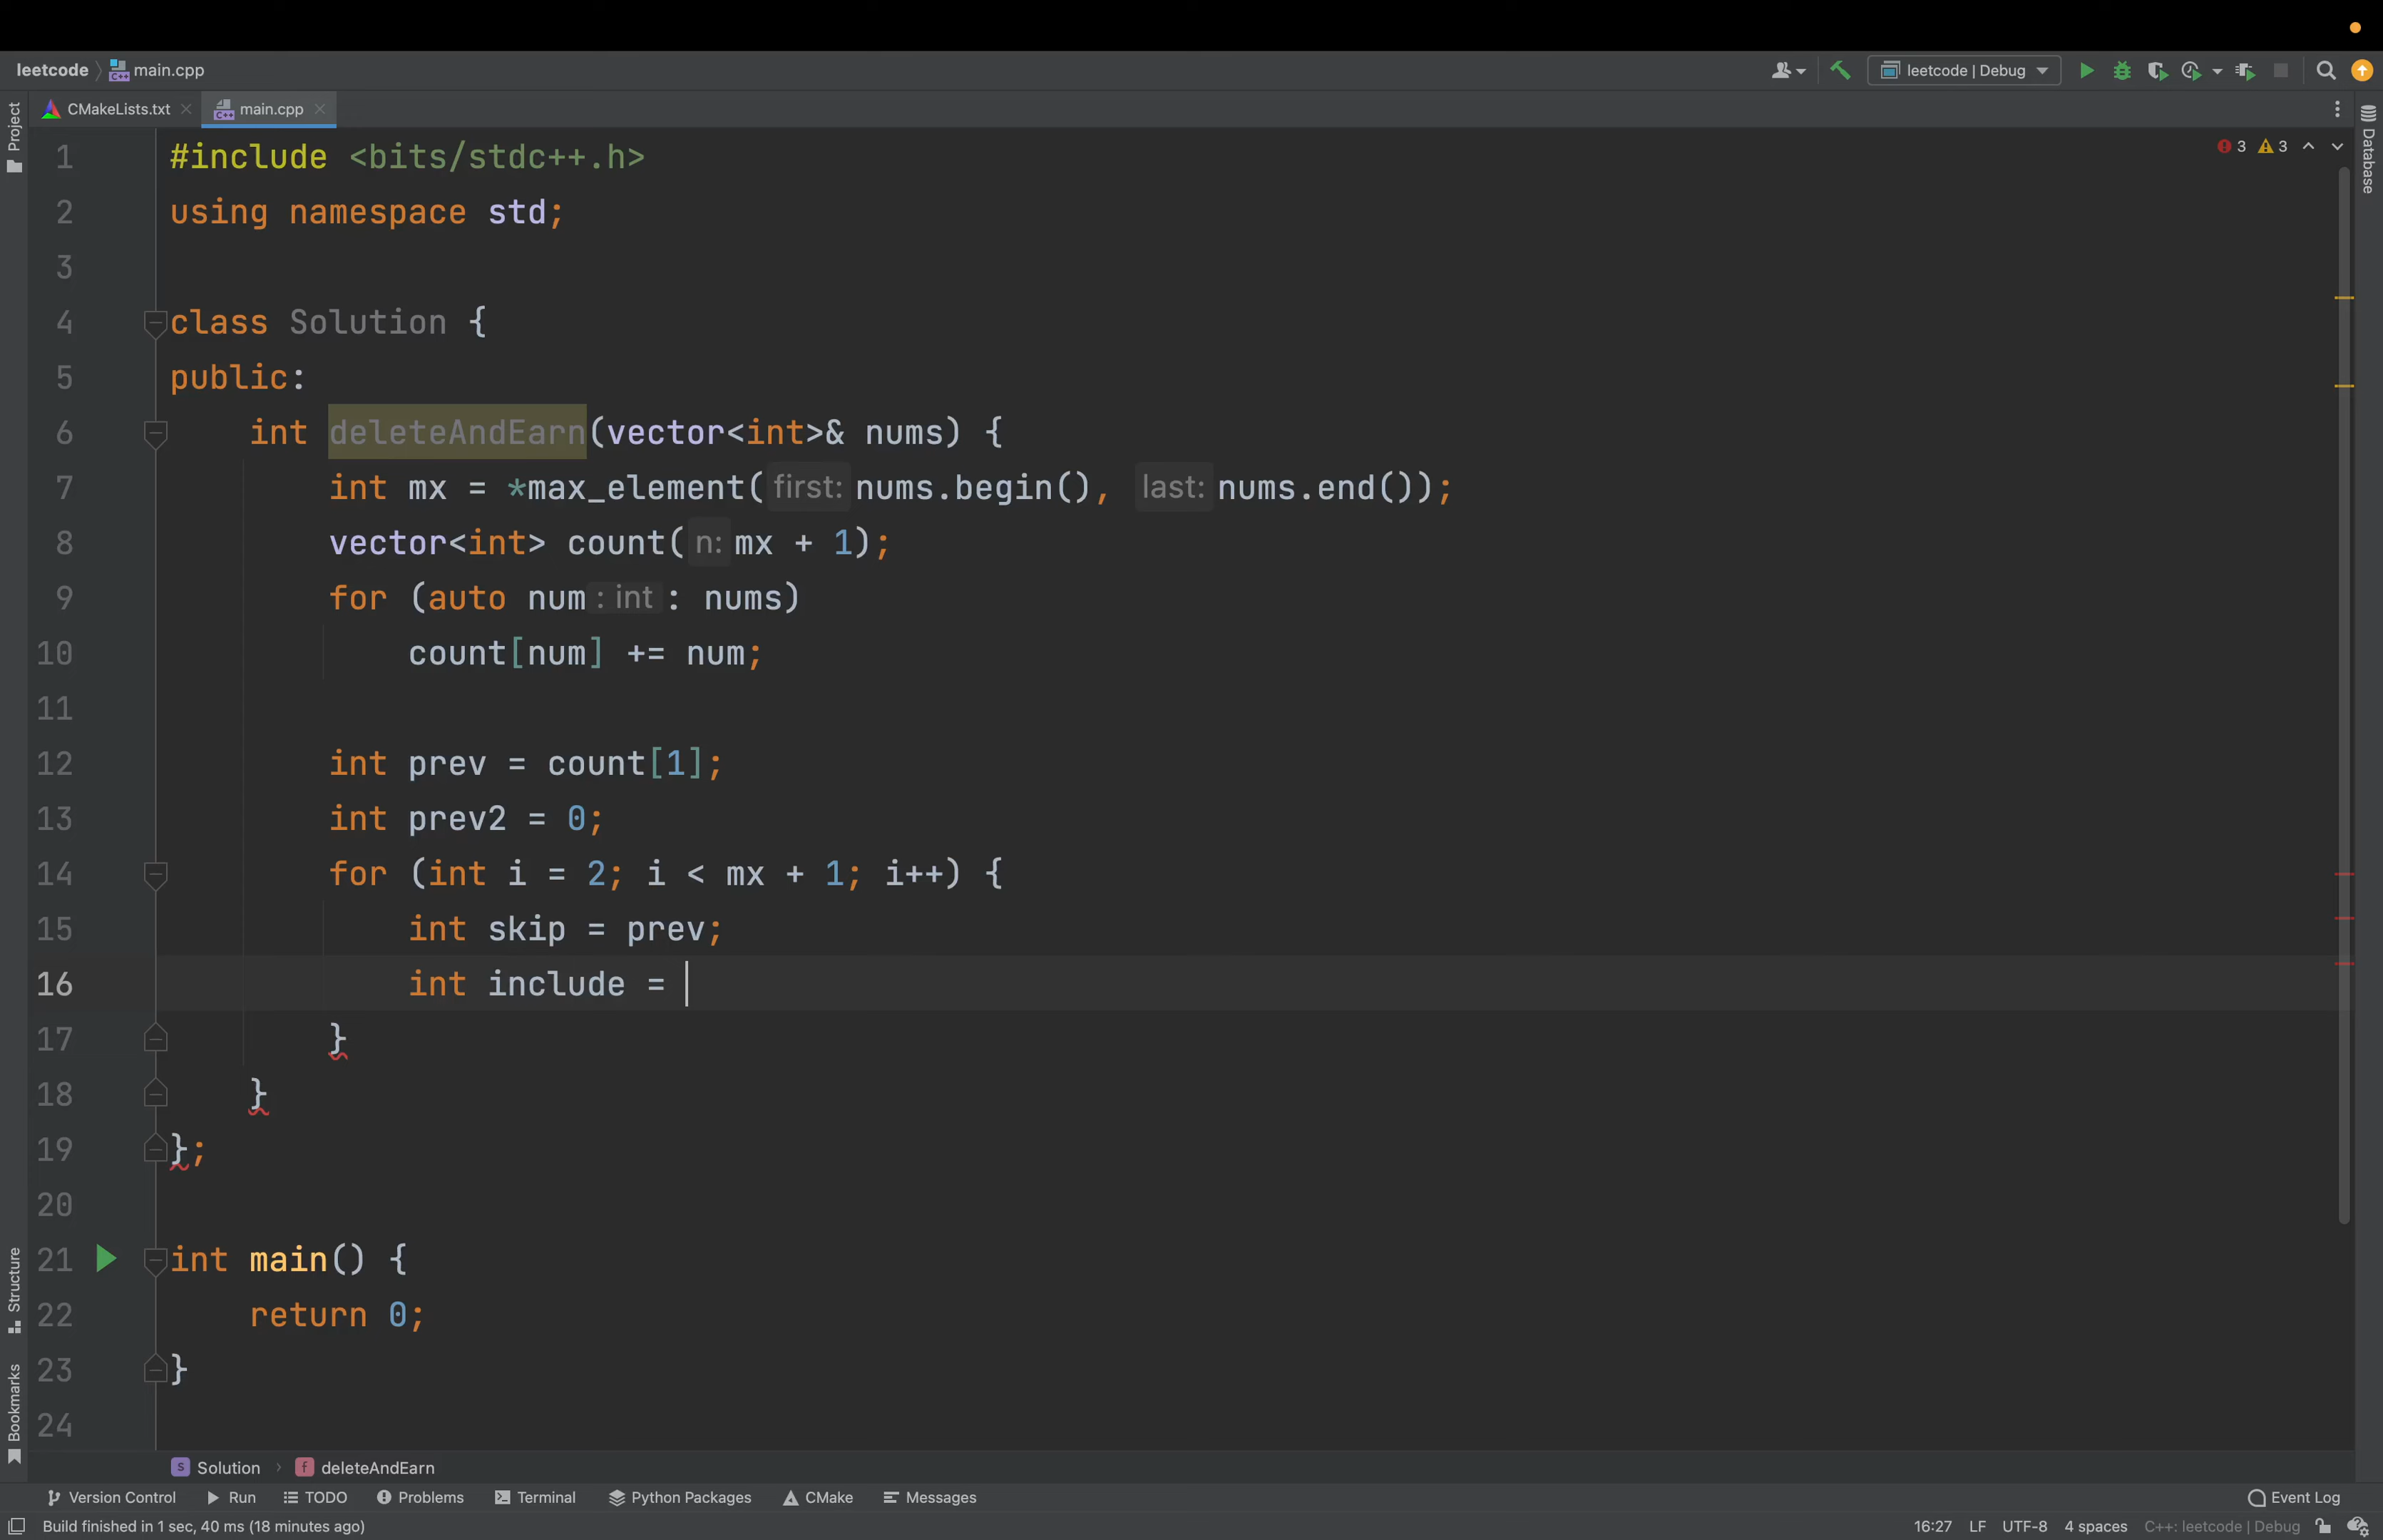 leetcode main.cpp leetcode | Debug
CMakeLists.txt main.cpp
Project
Database
3 3
1 #include <bits/stdc++.h>
2 using namespace std;
3
4 class Solution {
5 public:
6 int deleteAndEarn(vector<int>& nums) {
7 int mx = *max_element( first: nums.begin(), last: nums.end());
8 vector<int> count( n: mx + 1);
9 for (auto num : int : nums)
10 count[num] += num;
11
12 int prev = count[1];
13 int prev2 = 0;
14 for (int i = 2; i < mx + 1; i++) {
15 int skip = prev;
16 int include =
17 }
18 }
19 };
20
21 int main() {
22 return 0;
23 }
24
Structure
Bookmarks
S Solution f deleteAndEarn
Version Control Run TODO Problems Terminal Python Packages CMake Messages Event Log
Build finished in 1 sec, 40 ms (18 minutes ago) 16:27 LF UTF-8 4 spaces C++: leetcode | Debug